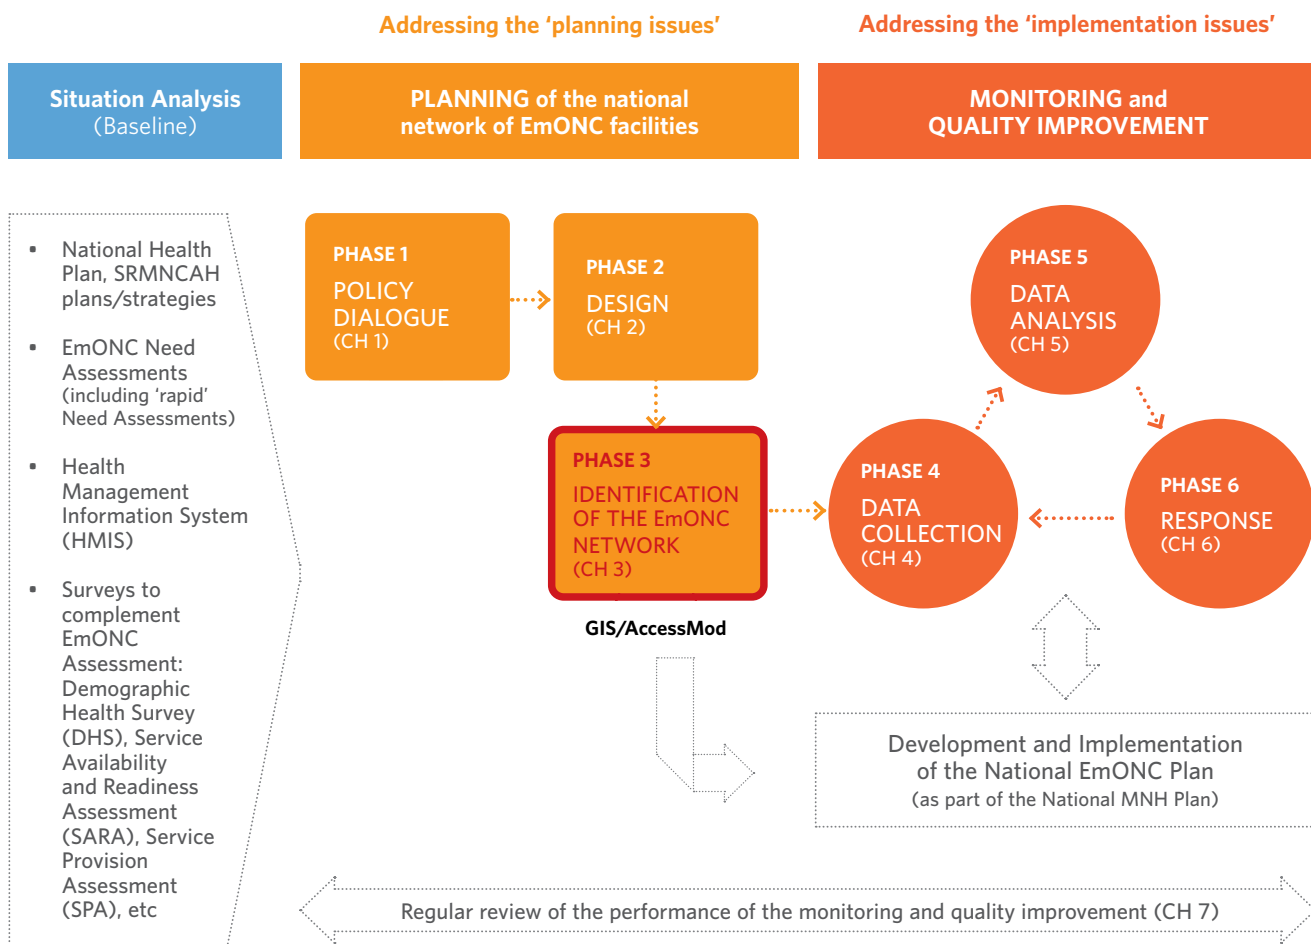 Addressing the ‘planning issues’
Addressing the ‘implementation issues’
Situation Analysis
(Baseline)
PLANNING of the national
network of EmONC facilities
MONITORING and
QUALITY IMPROVEMENT
▪ National Health
Plan, SRMNCAH
plans/strategies
▪ EmONC Need
Assessments
(including ‘rapid’
Need Assessments)
▪ Health
Management
Information System
(HMIS)
▪ Surveys to
complement
EmONC
Assessment:
Demographic
Health Survey
(DHS), Service
Availability
and Readiness
Assessment
(SARA), Service
Provision
Assessment
(SPA), etc
PHASE 1
POLICY
DIALOGUE
(CH 1)
PHASE 2
DESIGN
(CH 2)
PHASE 3
IDENTIFICATION
OF THE EmONC
NETWORK
(CH 3)
GIS/AccessMod
PHASE 4
DATA
COLLECTION
(CH 4)
PHASE 5
DATA
ANALYSIS
(CH 5)
PHASE 6
RESPONSE
(CH 6)
Development and Implementation
of the National EmONC Plan
(as part of the National MNH Plan)
Regular review of the performance of the monitoring and quality improvement (CH 7)